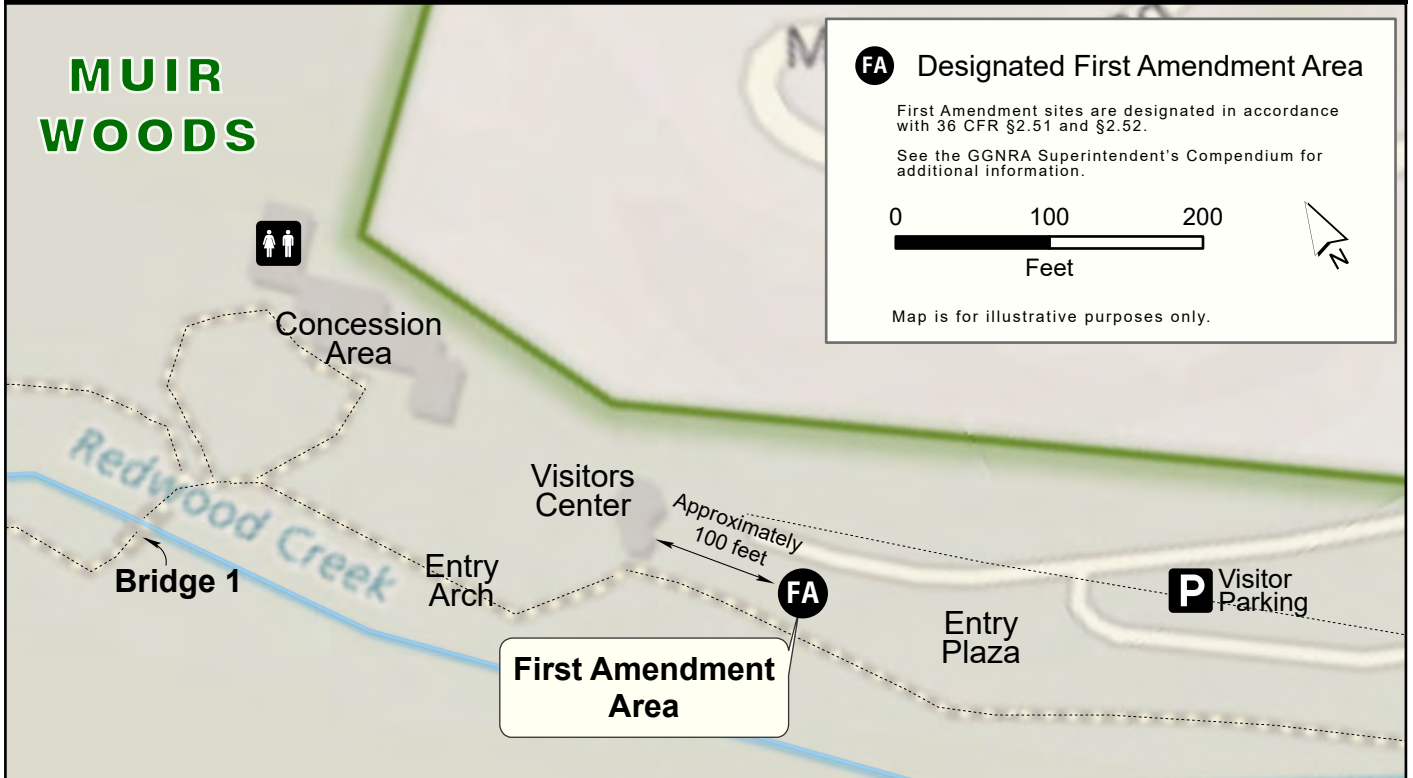 MUIR
WOODS
FA Designated First Amendment Area
First Amendment sites are designated in accordance
with 36 CFR §2.51 and §2.52.
See the GGNRA Superintendent's Compendium for
additional information.
0 100 200
Feet
N
Map is for illustrative purposes only.
Concession
Area
Redwood Creek
Bridge 1
Entry
Arch
Visitors
Center
Approximately
100 feet
FA
First Amendment
Area
Entry
Plaza
P Visitor
Parking